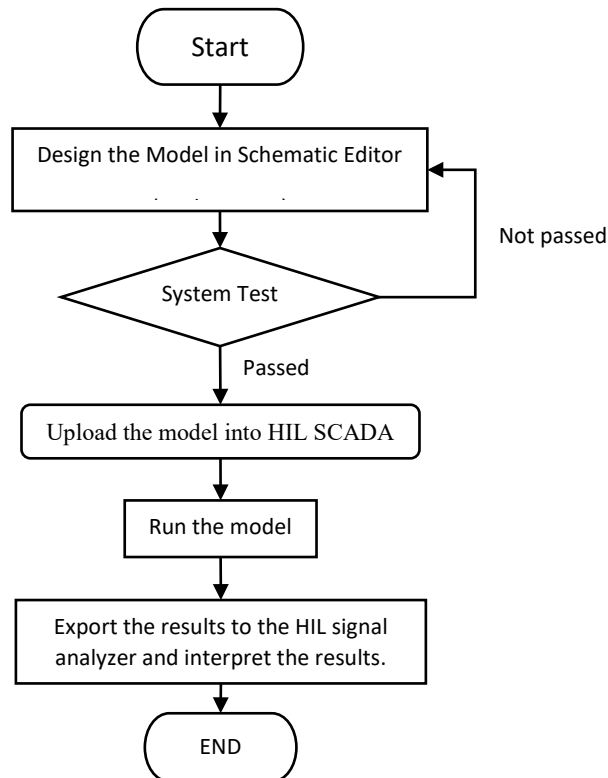 Start
Design the Model in Schematic Editor
Not passed
System Test
Passed
Upload the model into HIL SCADA
Run the model
Export the results to the HIL signal
analyzer and interpret the results.
END